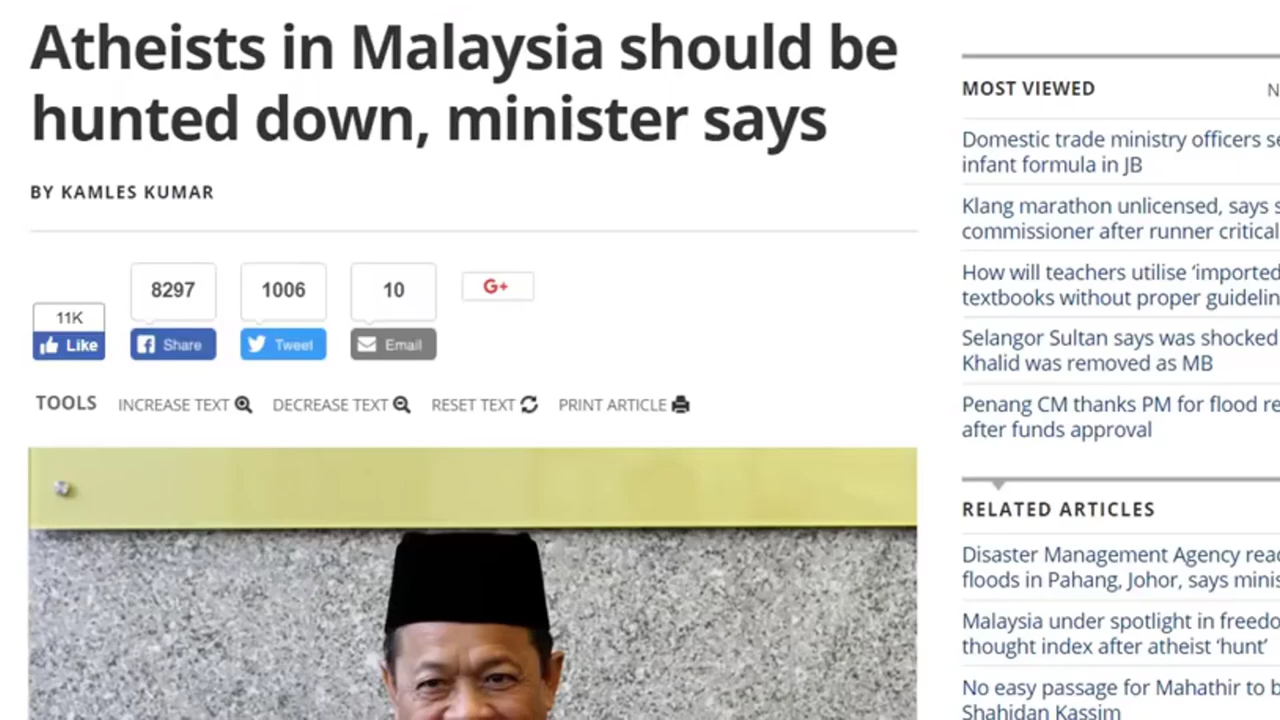 Atheists in Malaysia should be
hunted down, minister says
BY KAMLES KUMAR
11K
Like
8297
Share
1006
Tweet
10
Email
G+
TOOLS
INCREASE TEXT
DECREASE TEXT
RESET TEXT
PRINT ARTICLE
MOST VIEWED
Domestic trade ministry officers
infant formula in JB
Klang marathon unlicensed, says
commissioner after runner
How will teachers utilise ‘imported
textbooks without proper
Selangor Sultan says was shocked
Khalid was removed as MB
Penang CM thanks PM for flood
after funds approval
RELATED ARTICLES
Disaster Management Agency
floods in Pahang, Johor, says
Malaysia under spotlight in
thought index after atheist ‘hunt’
No easy passage for Mahathir to
Shahidan Kassim